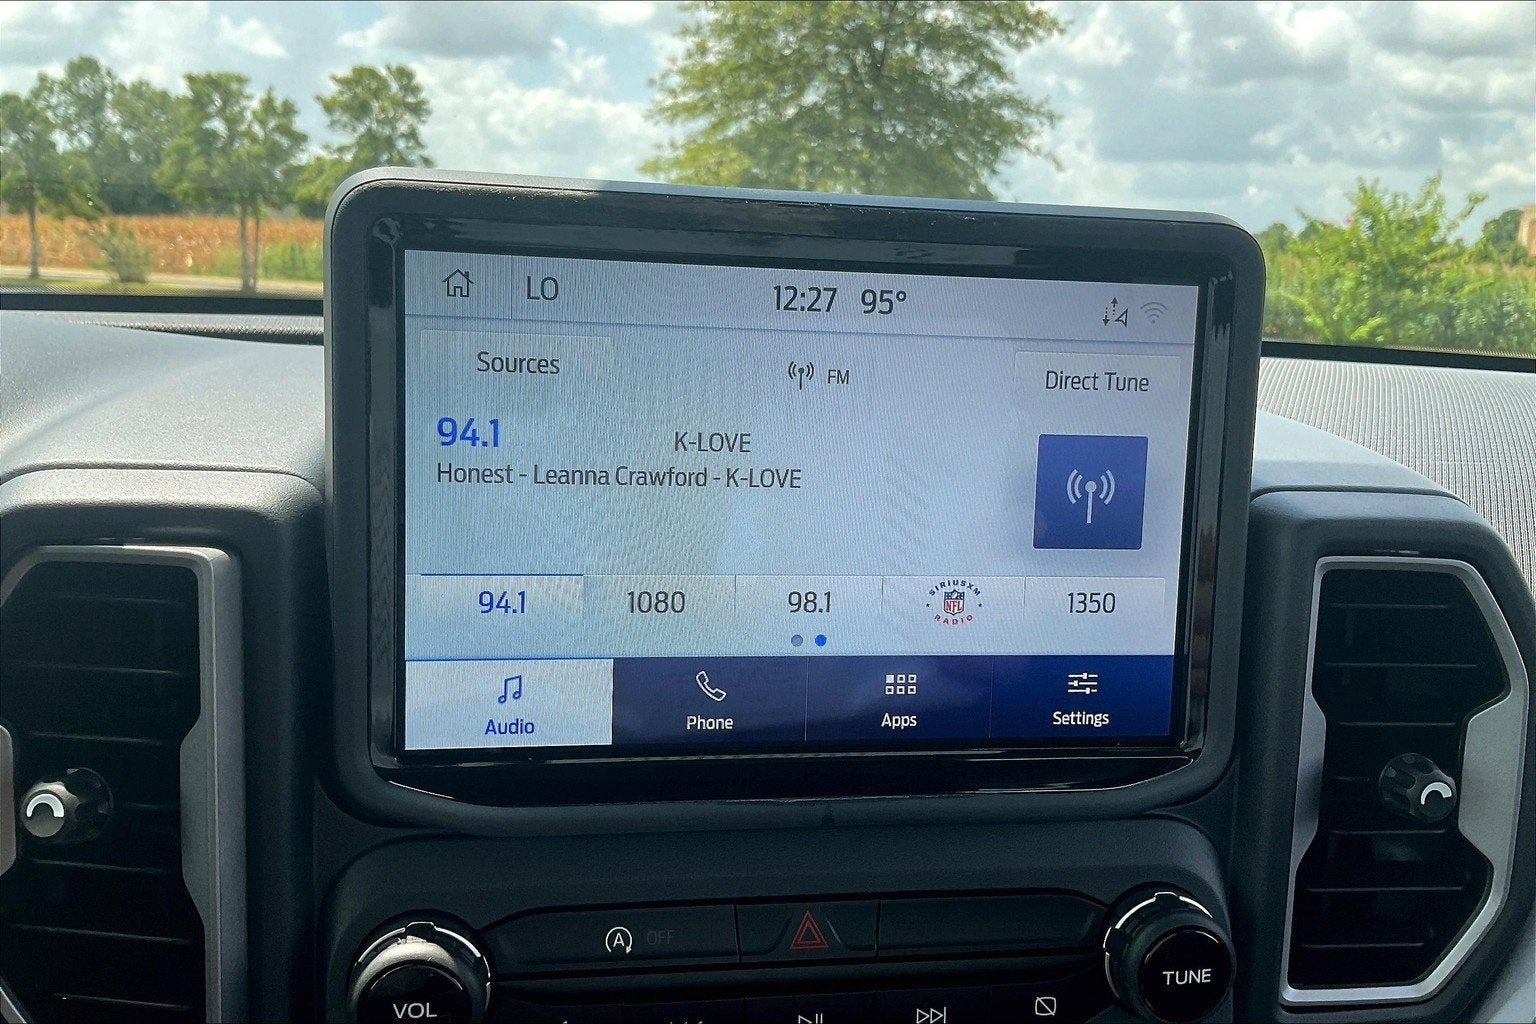 LO
12:27 95°
Sources
FM
Direct Tune
94.1
K-LOVE
Honest - Leanna Crawford - K-LOVE
94.1
1080
98.1
SIRIUSXM
NFL
RADIO
1350
Audio
Phone
Apps
Settings
A OFF
VOL
TUNE